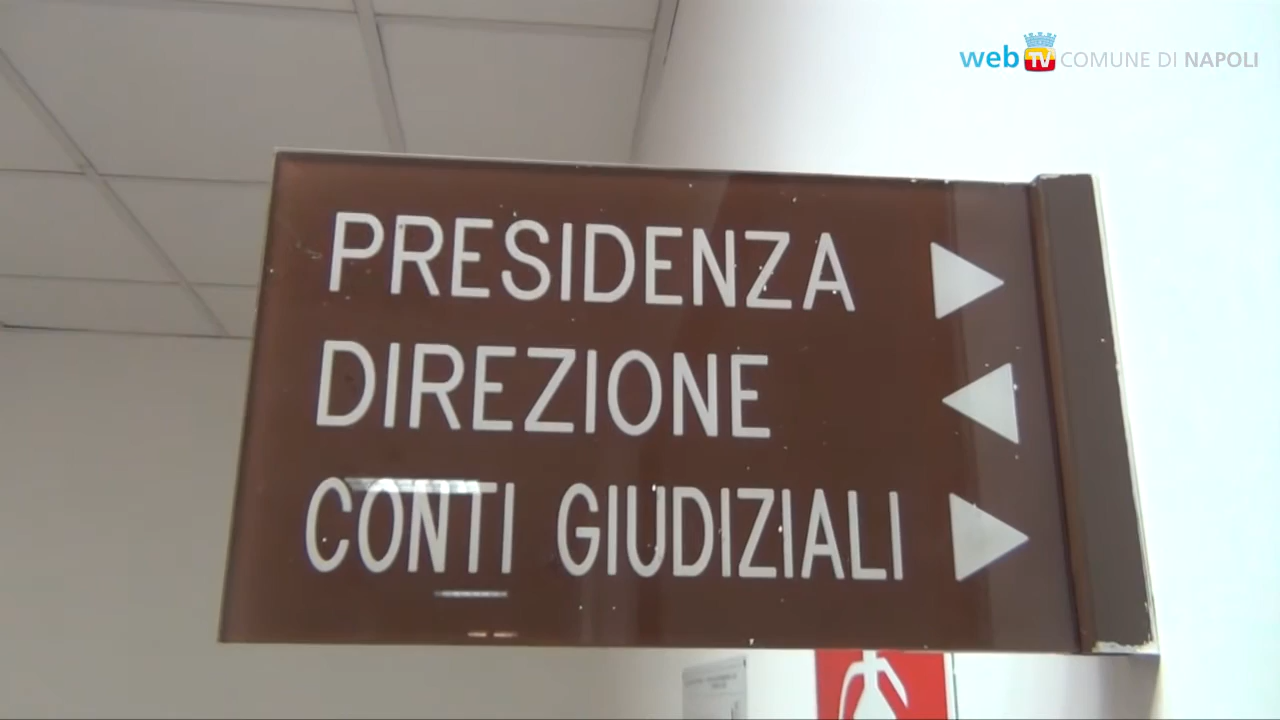 web TV COMUNE DI NAPOLI
PRESIDENZA
DIREZIONE
CONTI GIUDIZIALI